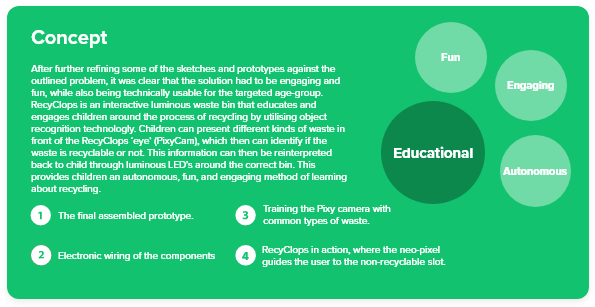 Concept
After further refining some of the sketches and prototypes against the
outlined problem, it was clear that the solution had to be engaging and
fun, while also being technically usable for the targeted age-group.
RecyClops is an interactive luminous waste bin that educates and
engages children around the process of recycling by utilising object
recognition technologly. Children can present different kinds of waste in
front of the RecyClops 'eye' (PixyCam), which then can identify if the
waste is recyclable or not. This information can then be reinterpreted
back to child through luminous LED's around the correct bin. This
provides children an autonomous, fun, and engaging method of learning
about recycling.
1 The final assembled prototype.
2 Electronic wiring of the components
3 Training the Pixy camera with
common types of waste.
4 RecyClops in action, where the neo-pixel
guides the user to the non-recyclable slot.
Fun
Engaging
Educational
Autonomous